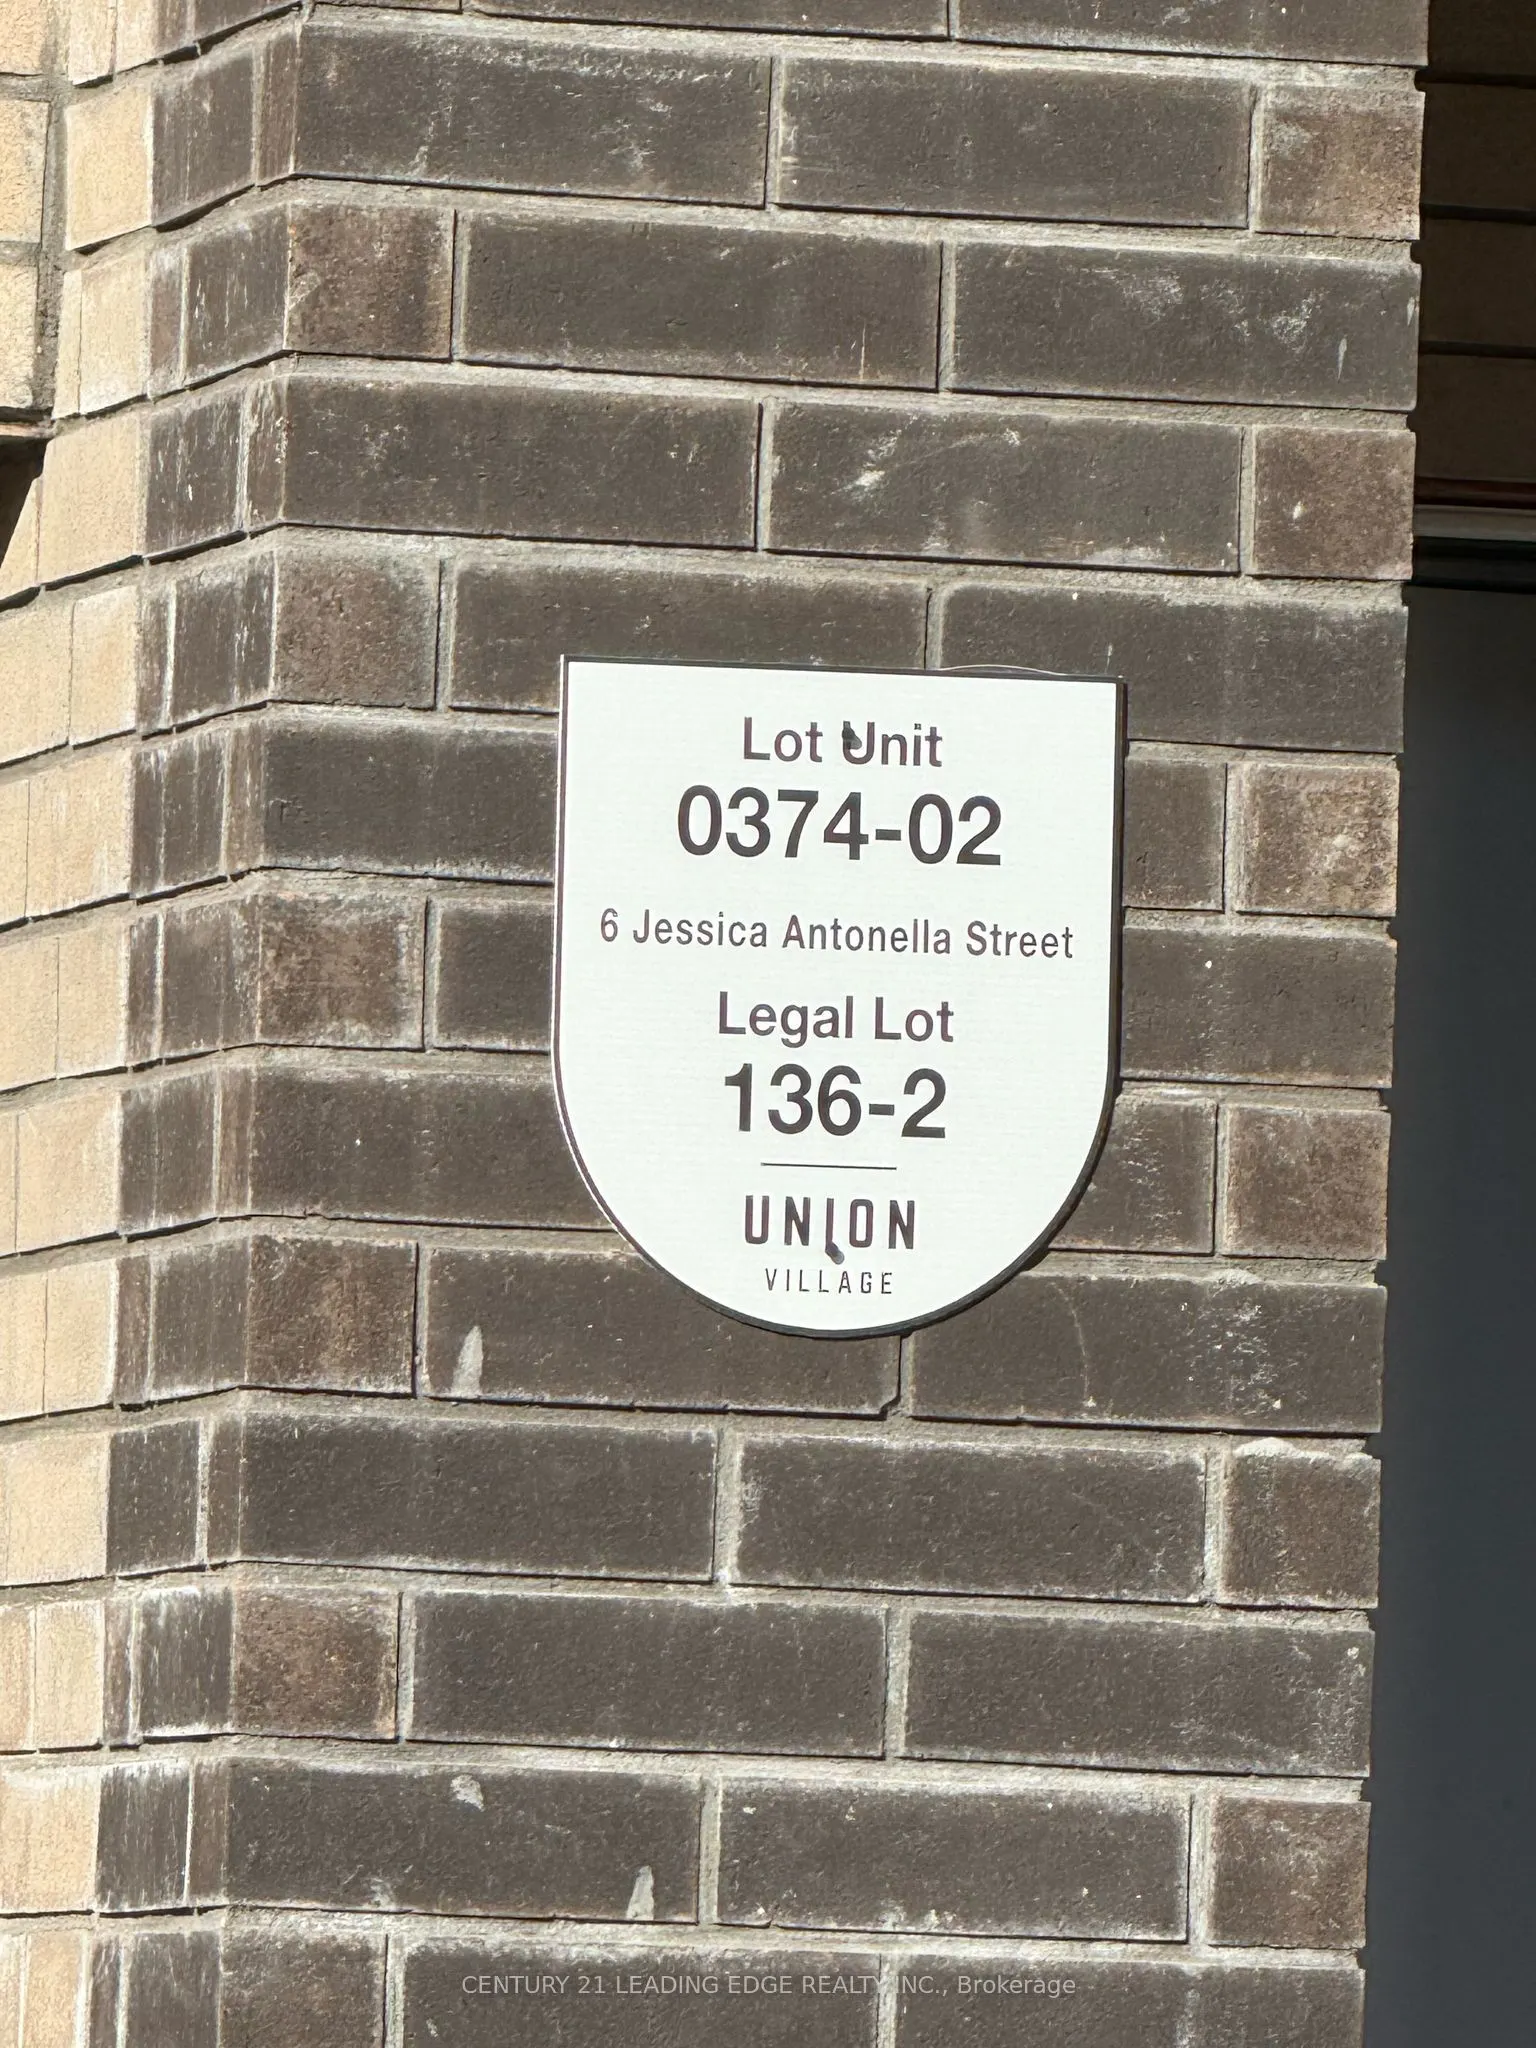 Lot Unit
0374-02
6 Jessica Antonella Street
Legal Lot
136-2
UNION
VILLAGE
CENTURY 21 LEADING EDGE REALTY INC., Brokerage